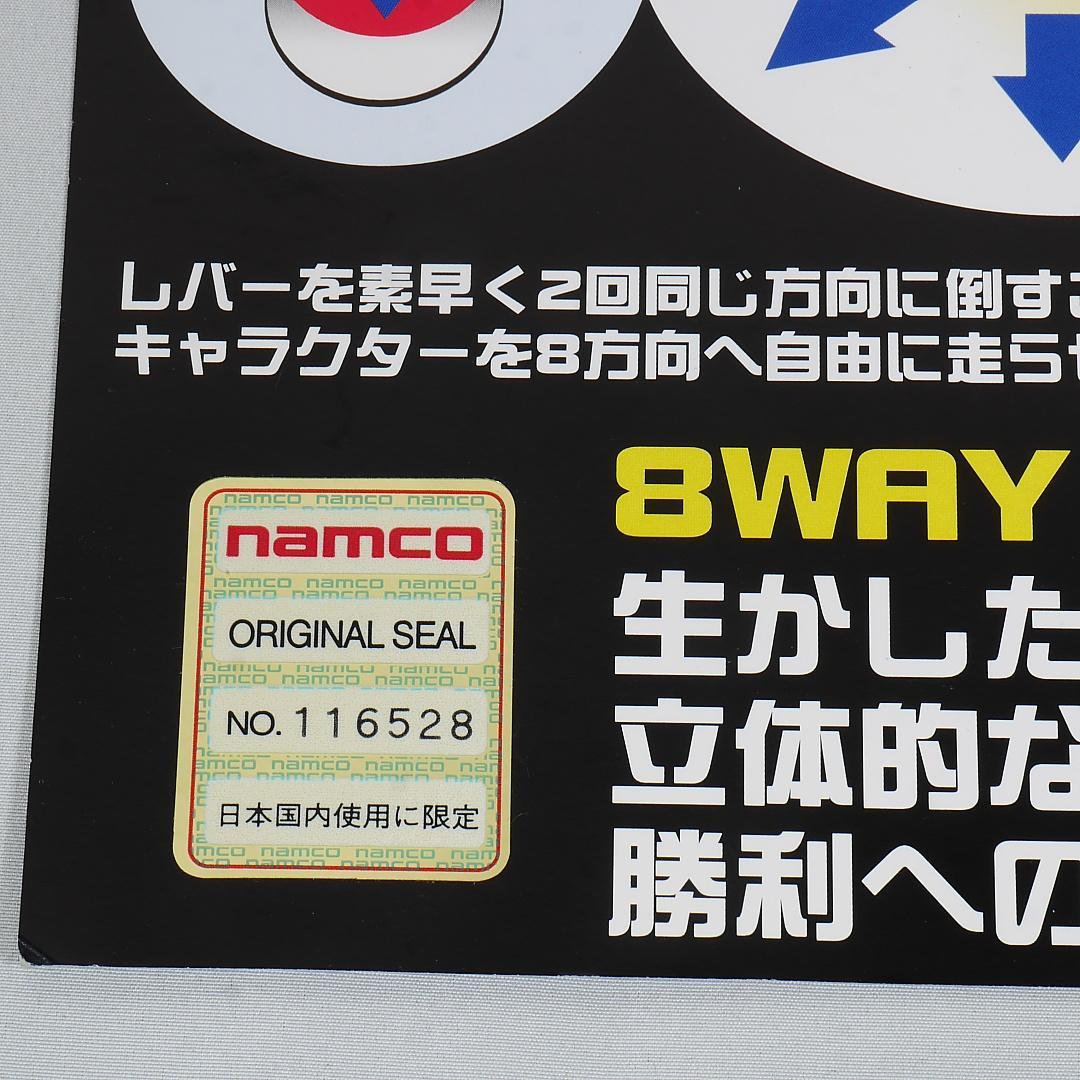 レバーを素早く2回同じ方向に倒す
キャラクターを8方向へ自由に走ら
8WAY
生かした
立体的な
勝利への
namco
ORIGINAL SEAL
NO. 116528
日本国内使用に限定